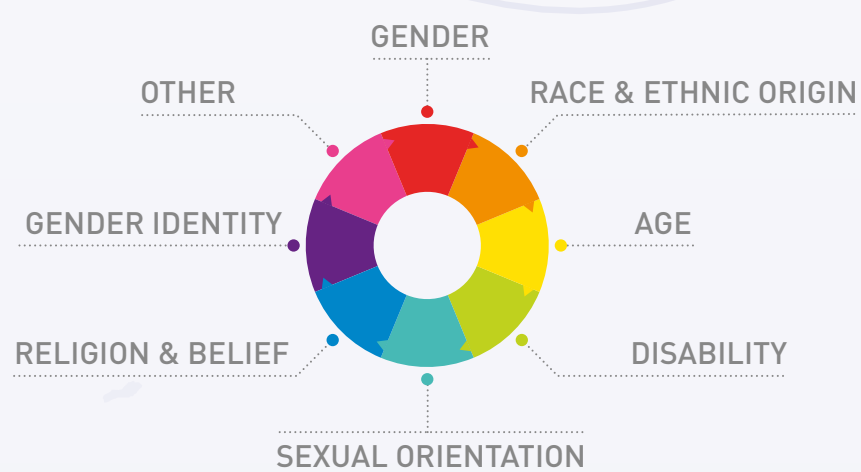 GENDER
OTHER
RACE & ETHNIC ORIGIN
GENDER IDENTITY
AGE
RELIGION & BELIEF
DISABILITY
SEXUAL ORIENTATION